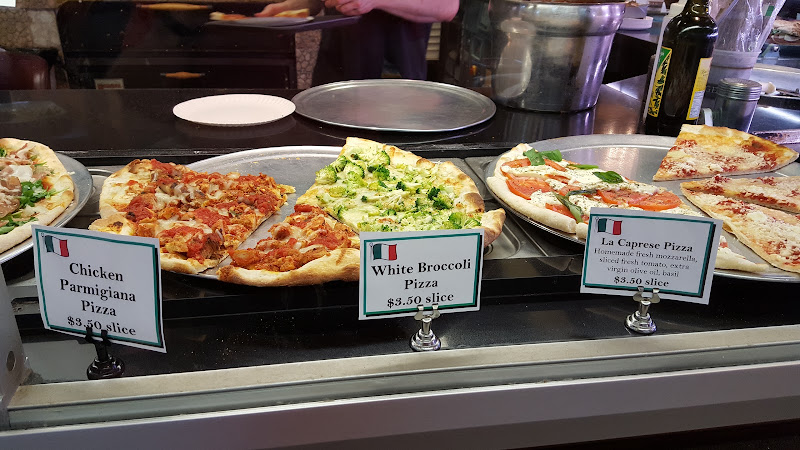 Chicken
Parmigiana
Pizza
$3.50 slice
White Broccoli
Pizza
$3.50 slice
La Caprese Pizza
Homemade fresh mozzarella,
sliced fresh tomato, extra
virgin olive oil, basil
$3.50 slice